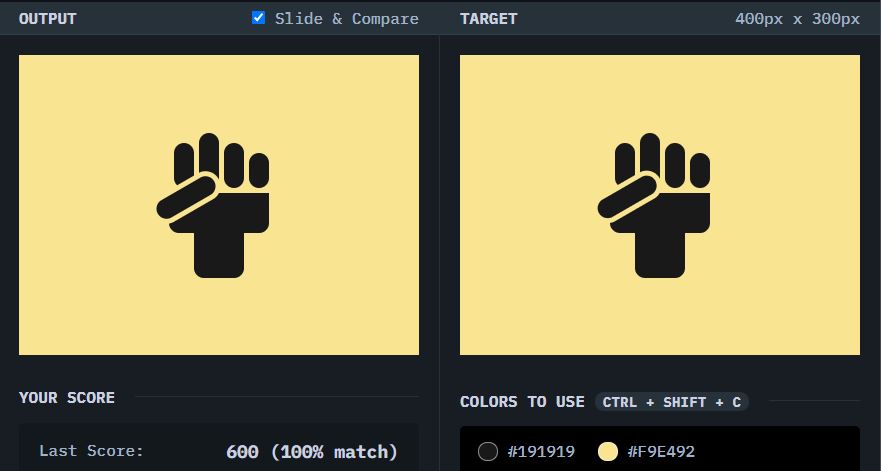 OUTPUT
Slide & Compare
TARGET
400px x 300px
YOUR SCORE
Last Score:
600 (100% match)
COLORS TO USE
CTRL + SHIFT + C
#191919
#F9E492